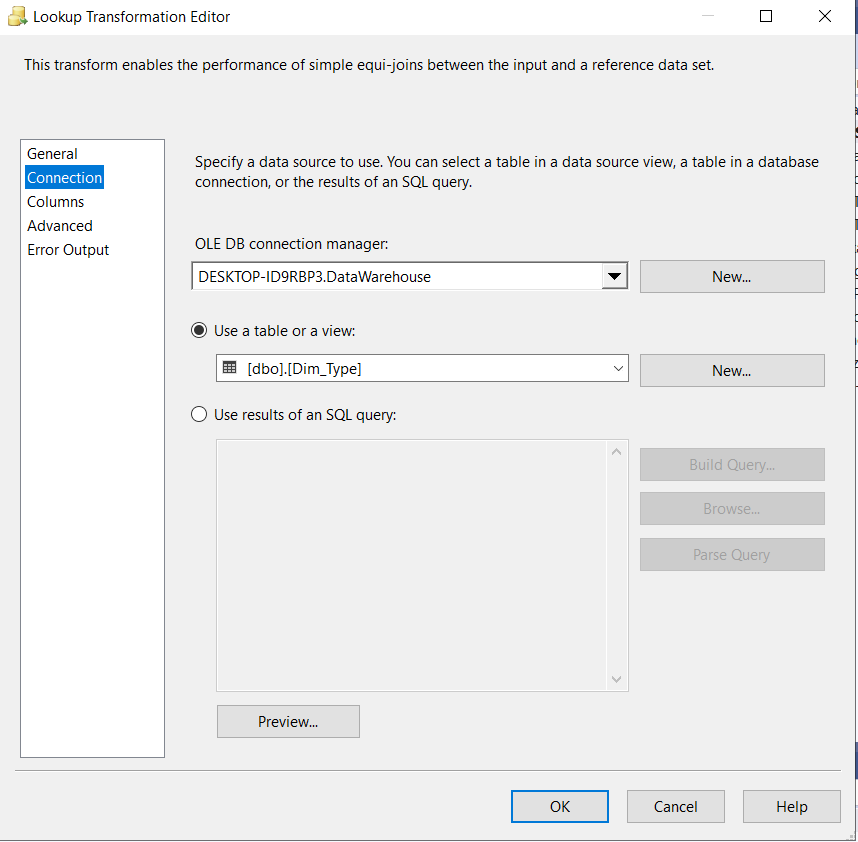 Lookup Transformation Editor
This transform enables the performance of simple equi-joins between the input and a reference data set.
General
Connection
Columns
Advanced
Error Output
Specify a data source to use. You can select a table in a data source view, a table in a database
connection, or the results of an SQL query.
OLE DB connection manager:
DESKTOP-ID9RBP3.DataWarehouse
New...
Use a table or a view:
[dbo].[Dim_Type]
New...
Use results of an SQL query:
Build Query...
Browse...
Parse Query
Preview...
OK
Cancel
Help